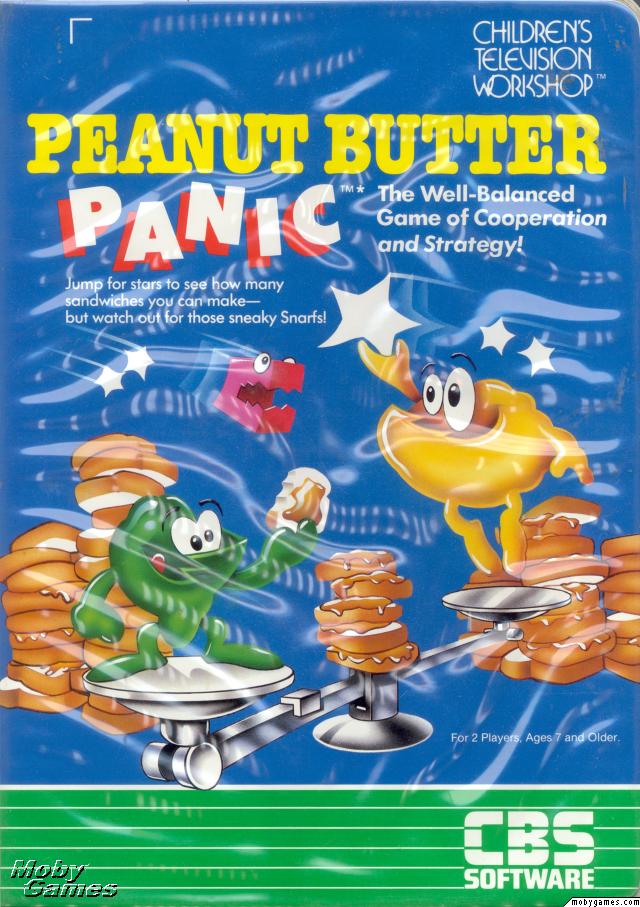 CHILDREN'S
TELEVISION
WORKSHOP™
PEANUT BUTTER
PANIC™*
The Well-Balanced
Game of Cooperation
and Strategy!
Jump for stars to see how many
sandwiches you can make—
but watch out for those sneaky Snarfs!
For 2 Players, Ages 7 and Older.
CBS
SOFTWARE
Moby
Games
mobygames.com